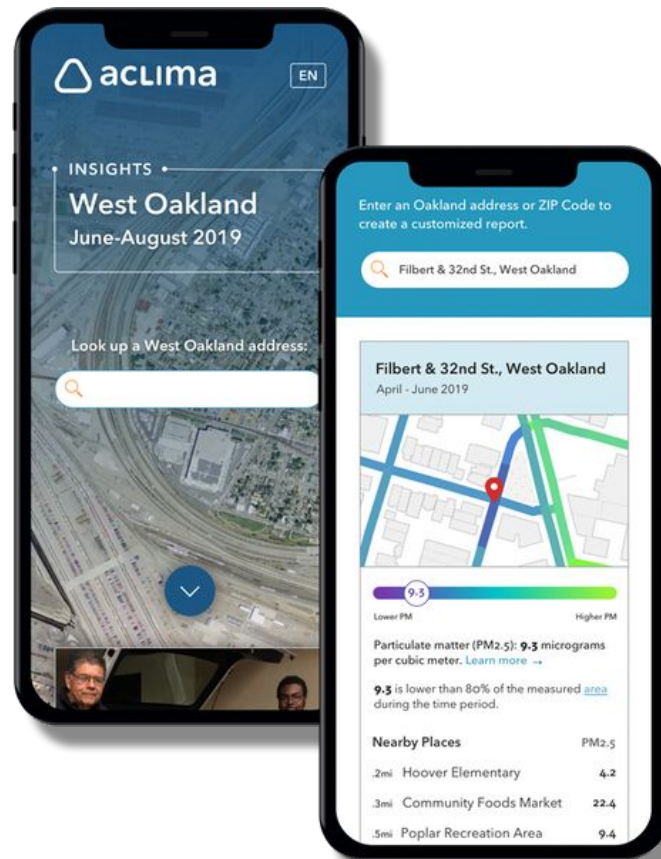 aclima
EN
INSIGHTS
West Oakland
June-August 2019
Look up a West Oakland address:
Enter an Oakland address or ZIP Code to
create a customized report.
Filbert & 32nd St., West Oakland
Filbert & 32nd St., West Oakland
April - June 2019
9.3
Lower PM Higher PM
Particulate matter (PM2.5): 9.3 micrograms
per cubic meter. Learn more →
9.3 is lower than 80% of the measured area
during the time period.
Nearby Places PM2.5
.2mi Hoover Elementary 4.2
.3mi Community Foods Market 22.4
.5mi Poplar Recreation Area 9.4